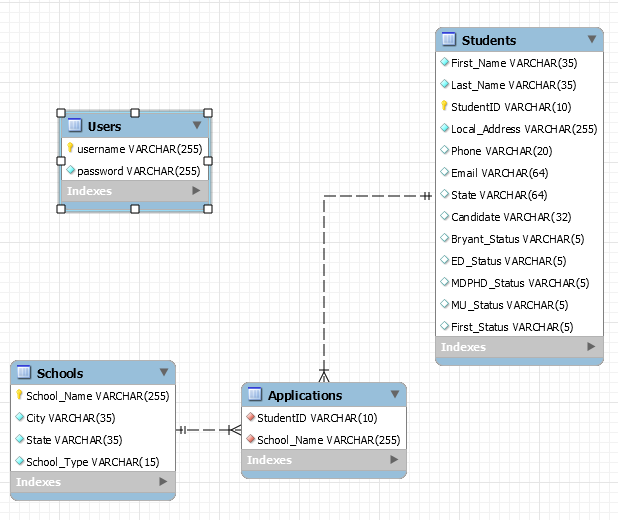 Students
First_Name VARCHAR(35)
Last_Name VARCHAR(35)
StudentID VARCHAR(10)
Local_Address VARCHAR(255)
Phone VARCHAR(20)
Email VARCHAR(64)
State VARCHAR(64)
Candidate VARCHAR(32)
Bryant_Status VARCHAR(5)
ED_Status VARCHAR(5)
MDPHD_Status VARCHAR(5)
MU_Status VARCHAR(5)
First_Status VARCHAR(5)
Indexes
Users
username VARCHAR(255)
password VARCHAR(255)
Indexes
Schools
School_Name VARCHAR(255)
City VARCHAR(35)
State VARCHAR(35)
School_Type VARCHAR(15)
Indexes
Applications
StudentID VARCHAR(10)
School_Name VARCHAR(255)
Indexes